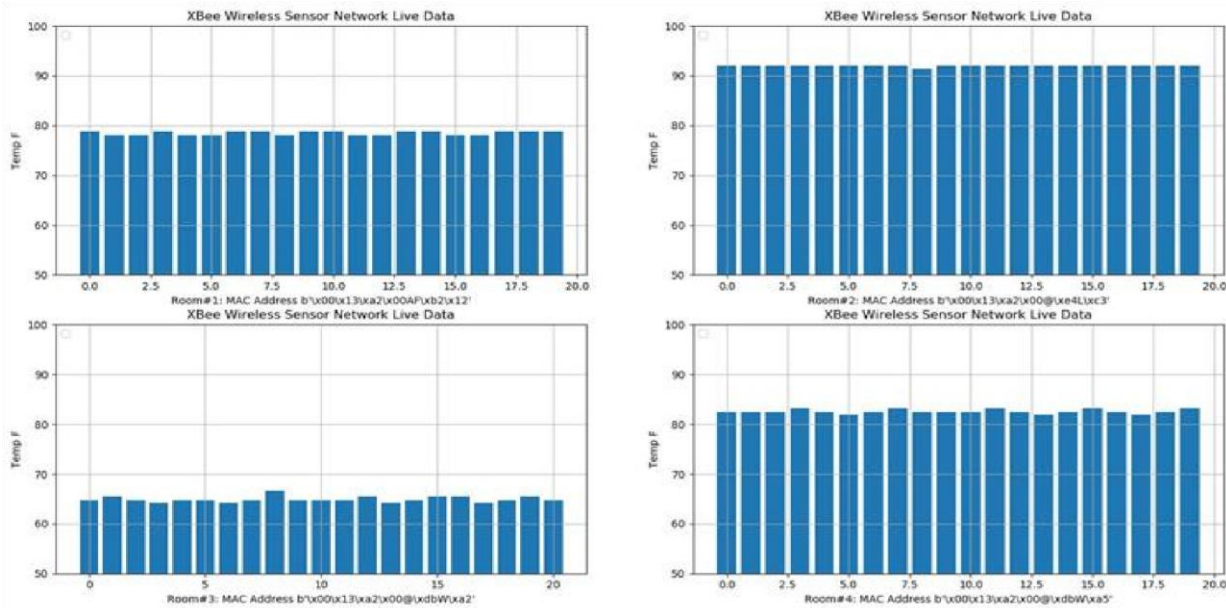 XBee Wireless Sensor Network Live Data
100
90
80
70
60
50
Temp F
0.0 2.5 5.0 7.5 10.0 12.5 15.0 17.5 20.0
Room#1: MAC Address b'\x00\x13\xa2\x00AF\xb2\x12'
XBee Wireless Sensor Network Live Data
100
90
80
70
60
50
Temp F
0.0 2.5 5.0 7.5 10.0 12.5 15.0 17.5 20.0
Room#2: MAC Address b'\x00\x13\xa2\x00@\xe4L\xc3'
XBee Wireless Sensor Network Live Data
100
90
80
70
60
50
Temp F
0 5 10 15 20
Room#3: MAC Address b'\x00\x13\xa2\x00@\xdbW\xa2'
XBee Wireless Sensor Network Live Data
100
90
80
70
60
50
Temp F
0.0 2.5 5.0 7.5 10.0 12.5 15.0 17.5 20.0
Room#4: MAC Address b'\x00\x13\xa2\x00@\xdbW\xa5'